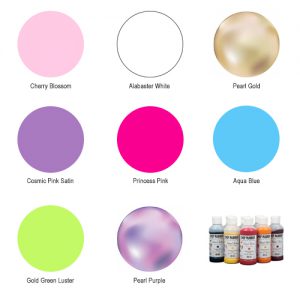 Cherry Blossom
Alabaster White
Pearl Gold
Cosmic Pink Satin
Princess Pink
Aqua Blue
Gold Green Luster
Pearl Purple